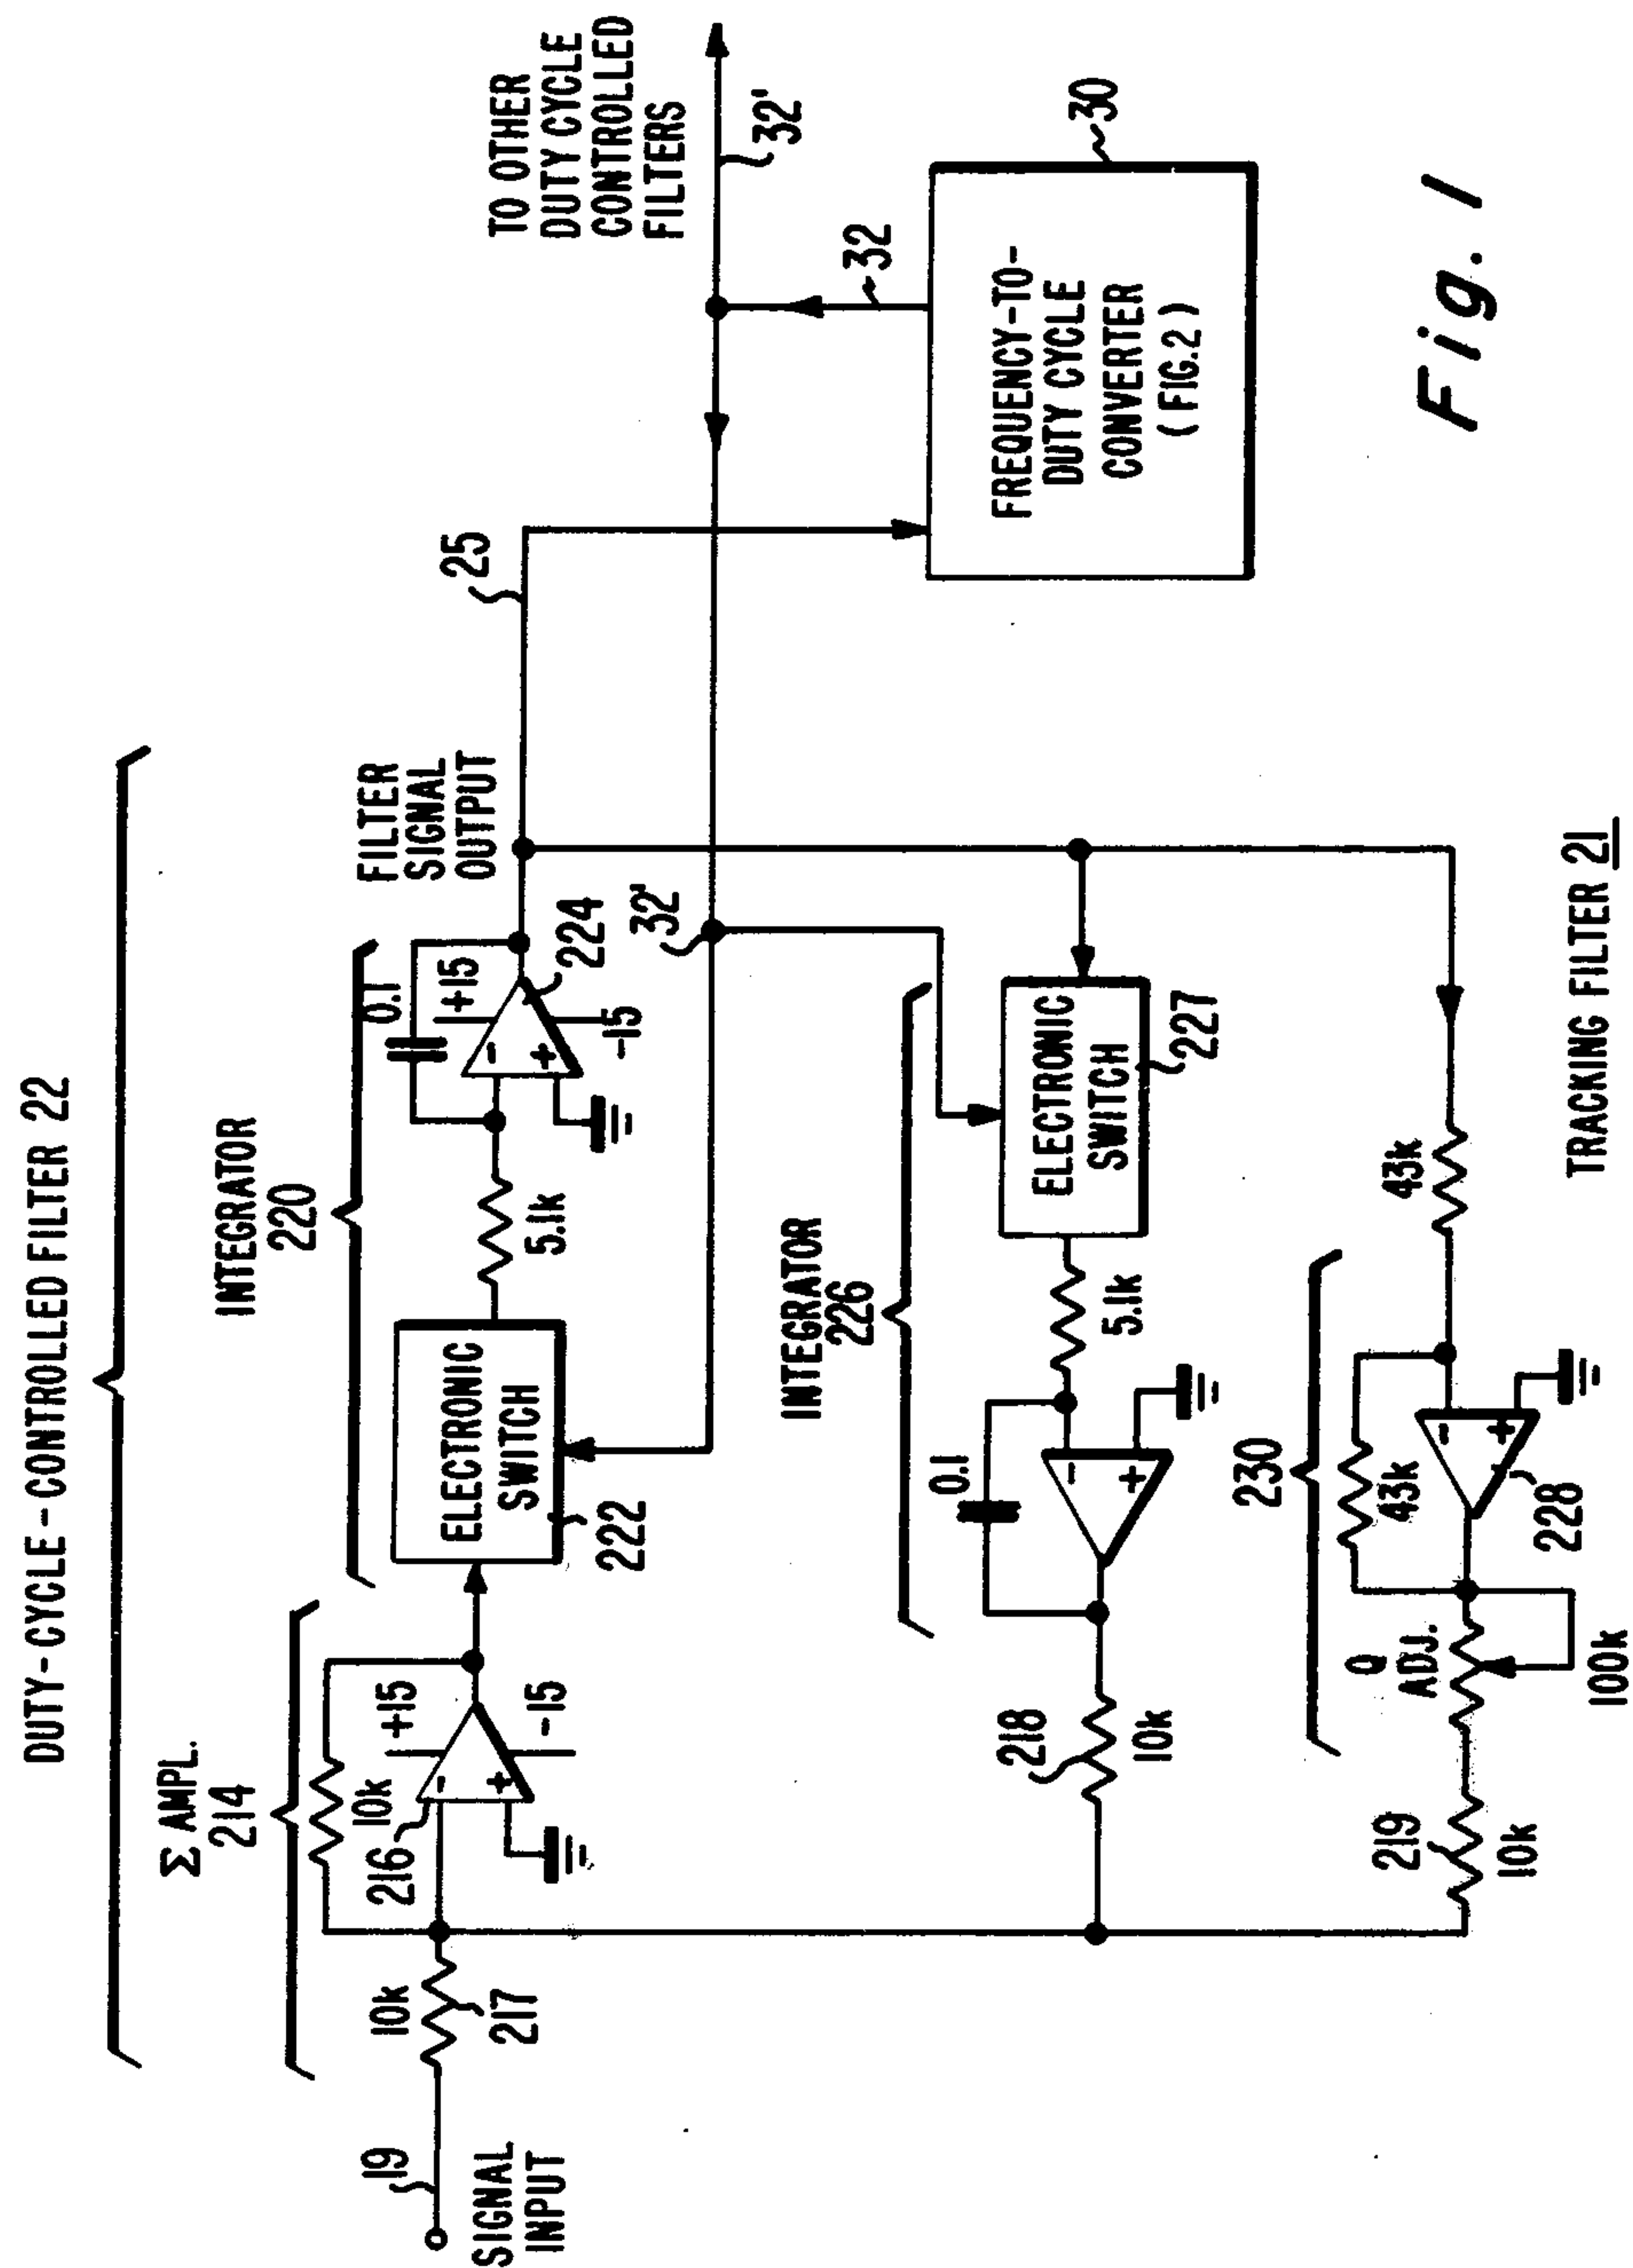 DUTY-CYCLE-CONTROLLED FILTER 22
Σ AMPL.
214
INTEGRATOR
220
FILTER
SIGNAL
OUTPUT
25
TO OTHER
DUTY CYCLE
CONTROLLED
FILTERS
32'
19
SIGNAL
INPUT
10k
217
10k
216
-
+
+15
-15
ELECTRONIC
SWITCH
222
5.1k
0.1
-
+
+15
-15
224
32'
32
30
FREQUENCY-TO-
DUTY CYCLE
CONVERTER
(FIG.2)
INTEGRATOR
226
218
10k
0.1
-
+
5.1k
ELECTRONIC
SWITCH
227
230
219
10k
Q
ADJ.
100k
43k
-
+
228
43k
TRACKING FILTER 21
Fig. 1